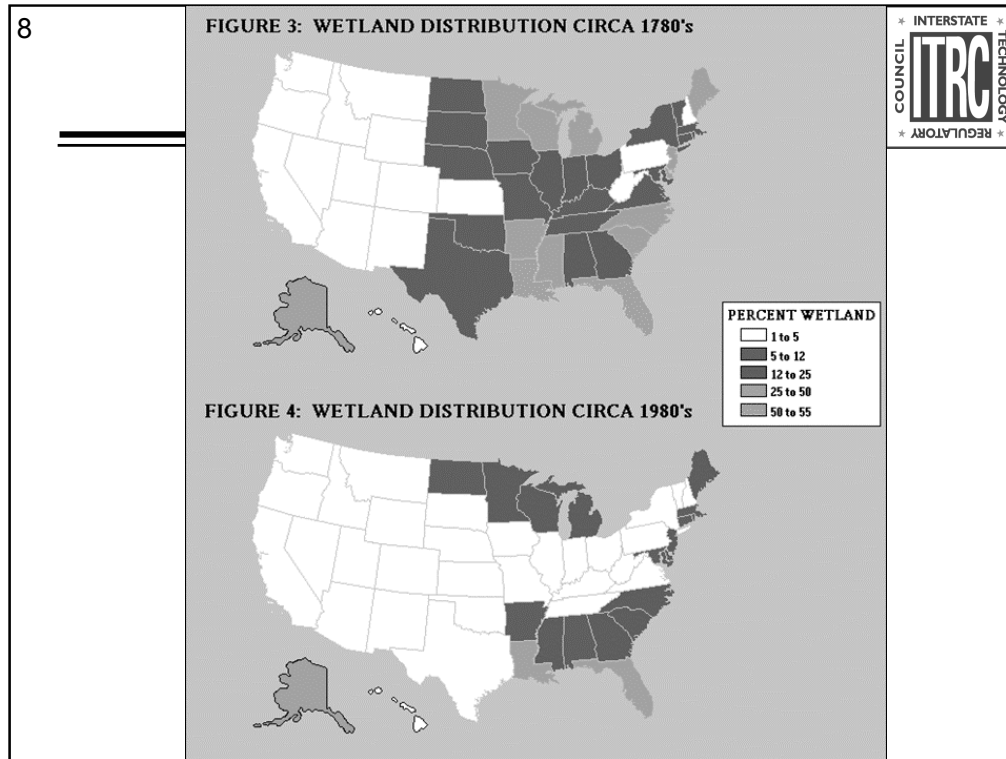 8
FIGURE 3: WETLAND DISTRIBUTION CIRCA 1780's
INTERSTATE
TECHNOLOGY
REGULATORY
COUNCIL
ITRC
PERCENT WETLAND
1 to 5
5 to 12
12 to 25
25 to 50
50 to 55
FIGURE 4: WETLAND DISTRIBUTION CIRCA 1980's